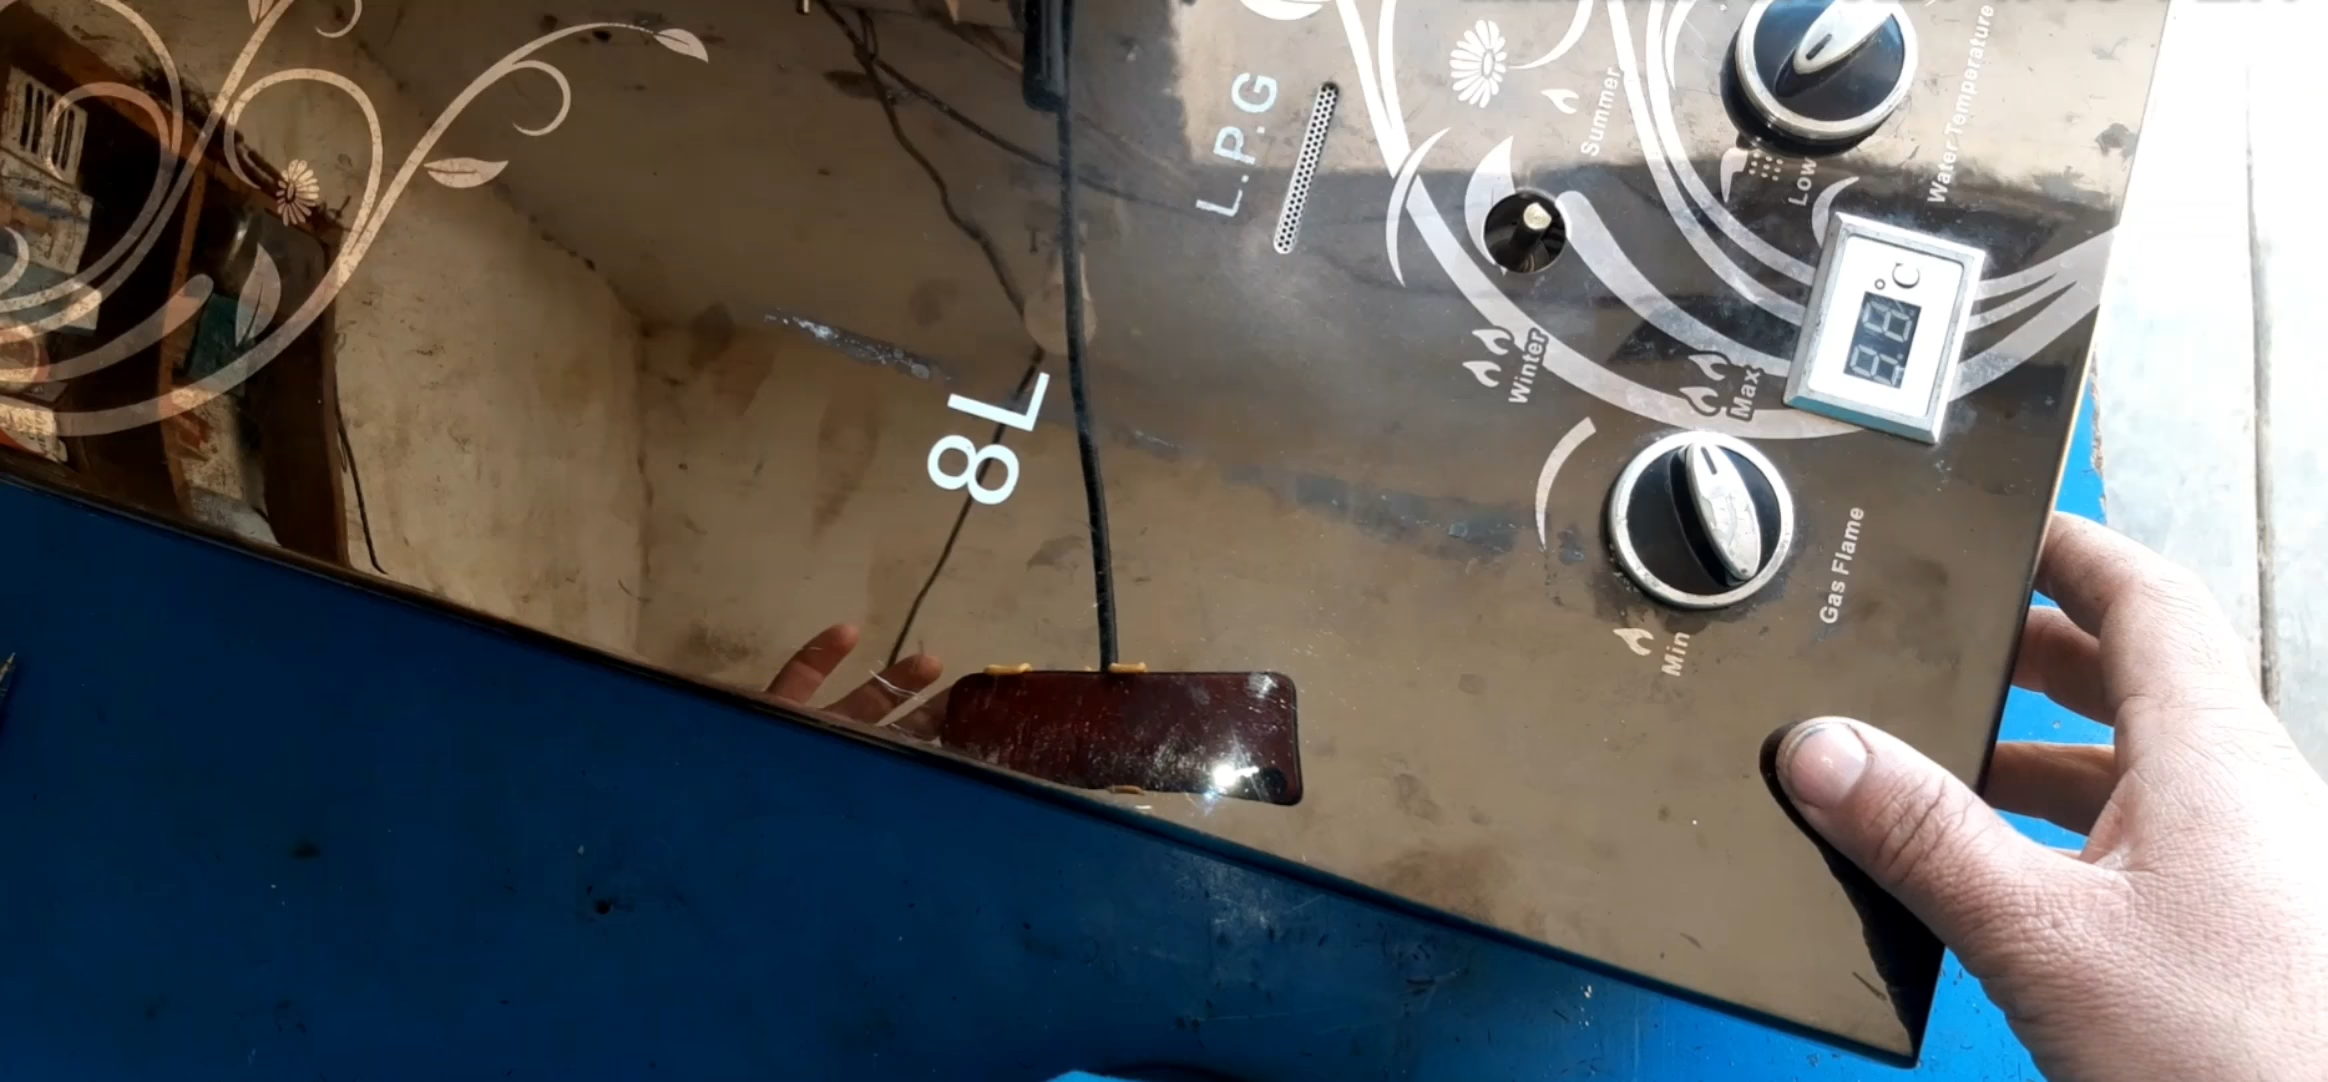 L.P.G
8L
Summer
Winter
Low
Water Temperature
°C
Max
Min
Gas Flame